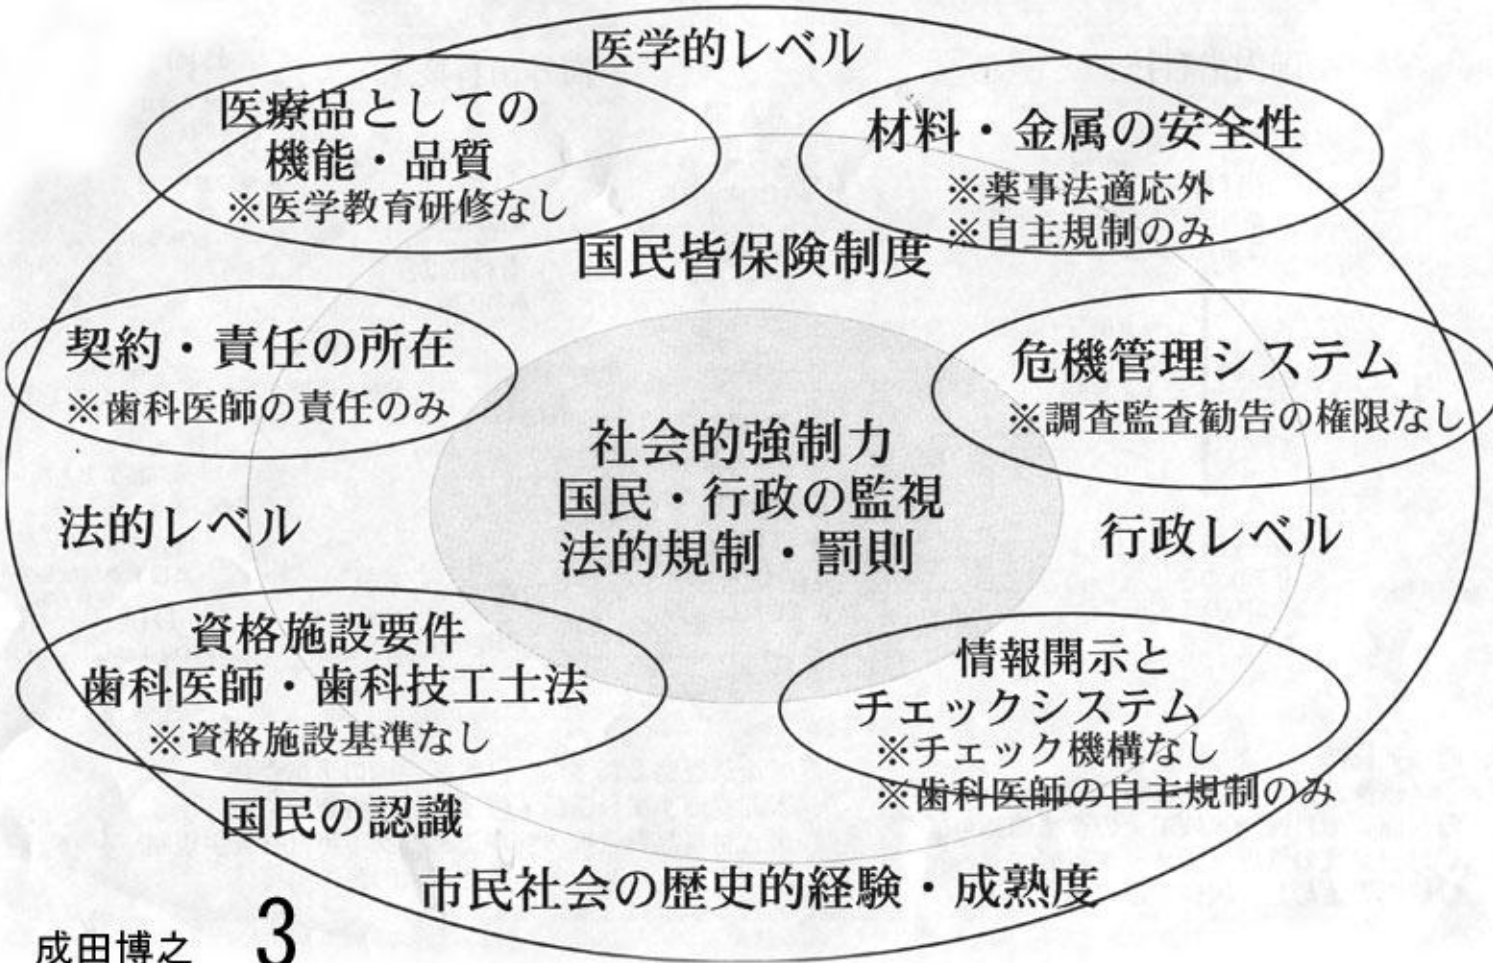 医学的レベル
医療品としての
機能・品質
※医学教育研修なし
材料・金属の安全性
※薬事法適応外
※自主規制のみ
国民皆保険制度
契約・責任の所在
※歯科医師の責任のみ
危機管理システム
※調査監査勧告の権限なし
社会的強制力
国民・行政の監視
法的規制・罰則
法的レベル
行政レベル
資格施設要件
歯科医師・歯科技工士法
※資格施設基準なし
情報開示と
チェックシステム
※チェック機構なし
※歯科医師の自主規制のみ
国民の認識
市民社会の歴史的経験・成熟度
成田博之 3